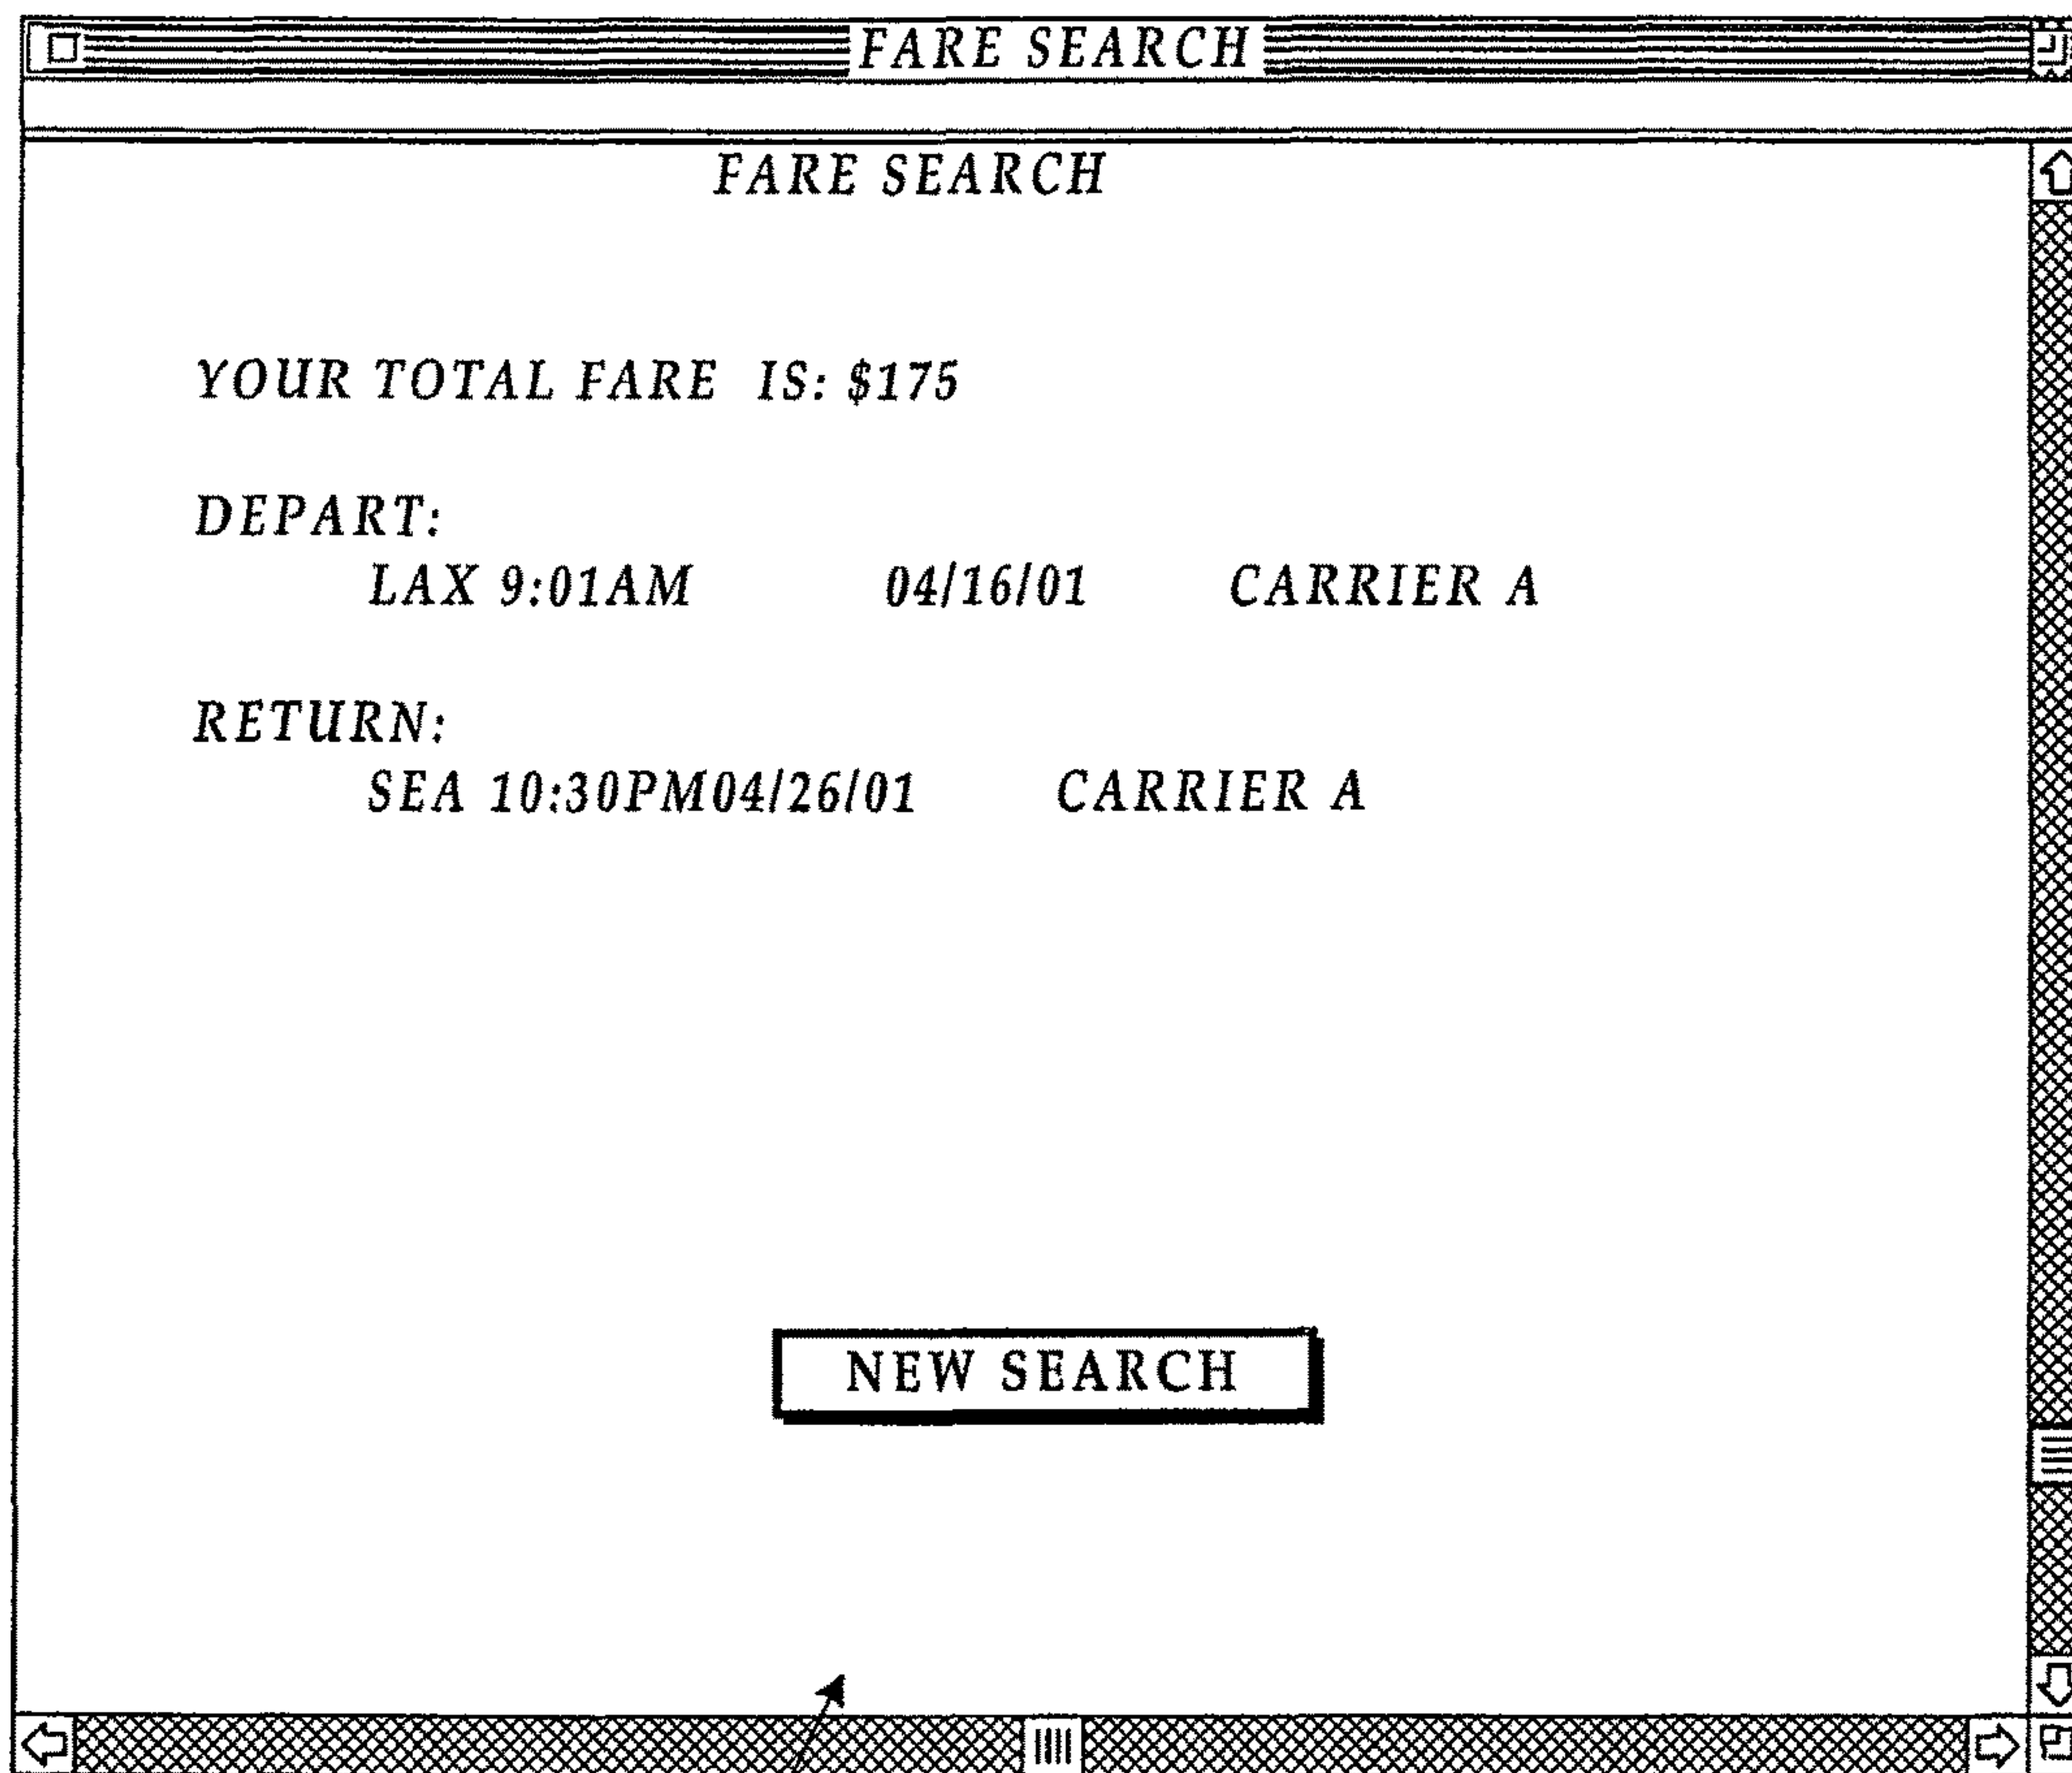 FARE SEARCH
FARE SEARCH
YOUR TOTAL FARE IS: $175
DEPART:
LAX 9:01AM 04/16/01 CARRIER A
RETURN:
SEA 10:30PM04/26/01 CARRIER A
NEW SEARCH